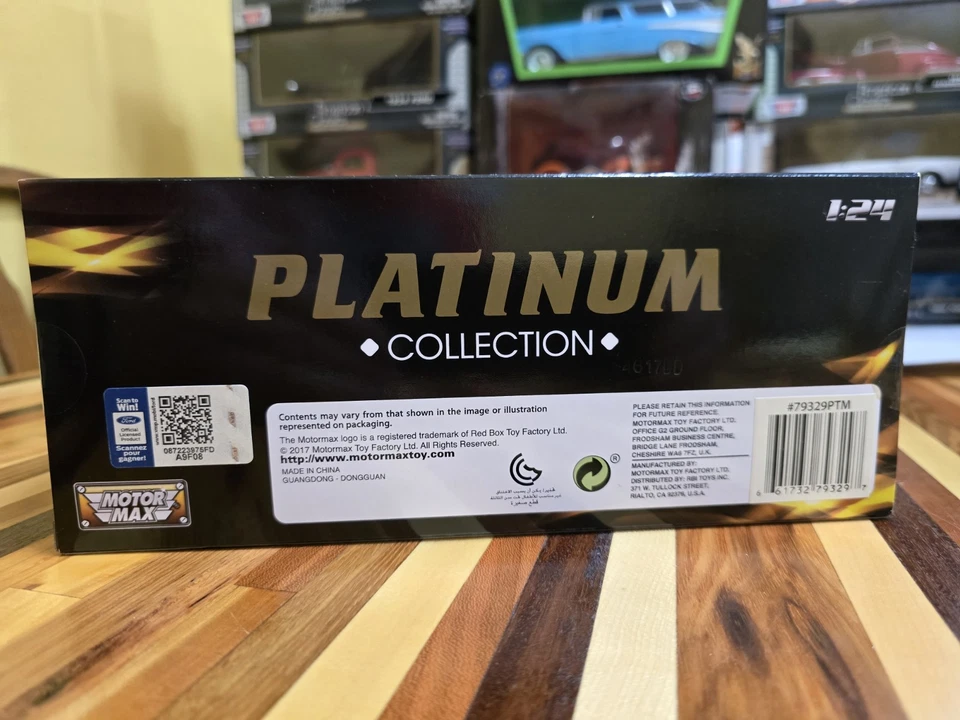 1:24
PLATINUM
COLLECTION
Scan to
Win!
Ford
Official
Licensed
Product
Scannez
pour
gagner!
087223975FD
A9F08
MOTOR
MAX
Contents may vary from that shown in the image or illustration
represented on packaging.
The Motormax logo is a registered trademark of Red Box Toy Factory Ltd.
© 2017 Motormax Toy Factory Ltd. All Rights Reserved.
http://www.motormaxtoy.com
MADE IN CHINA
GUANGDONG - DONGGUAN
®
PLEASE RETAIN THIS INFORMATION
FOR FUTURE REFERENCE.
MOTORMAX TOY FACTORY LTD.
OFFICE G2 GROUND FLOOR,
FRODSHAM BUSINESS CENTRE,
BRIDGE LANE FRODSHAM,
CHESHIRE WA6 7FZ, U.K.
MANUFACTURED BY:
MOTORMAX TOY FACTORY LTD.
DISTRIBUTED BY: RBI TOYS INC.
371 W. TULLOCK STREET,
RIALTO, CA 92376, U.S.A.
#79329PTM
61732 79329